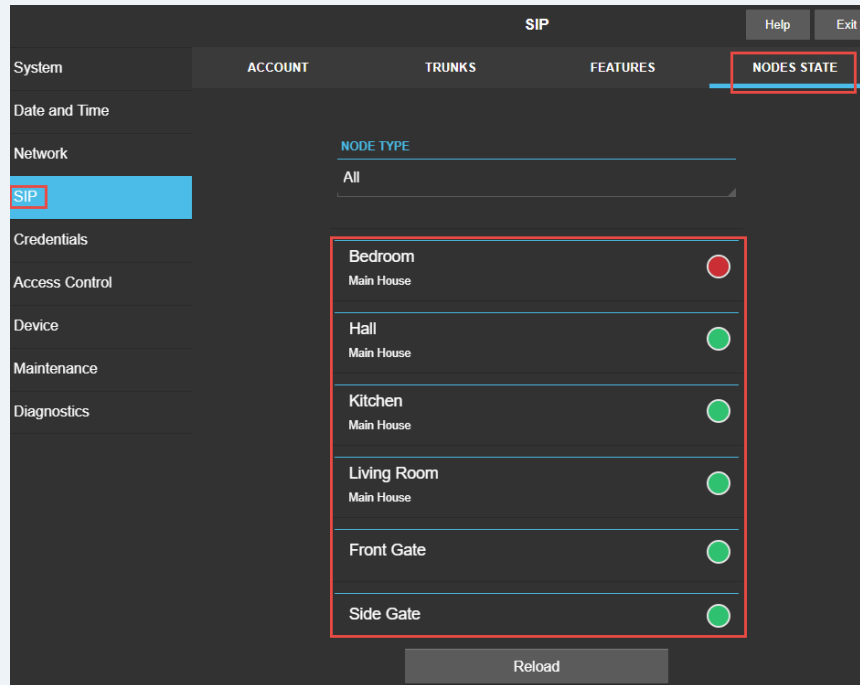 SIP
Help
Exit
System
Date and Time
Network
SIP
Credentials
Access Control
Device
Maintenance
Diagnostics
ACCOUNT TRUNKS FEATURES NODES STATE
NODE TYPE
All
Bedroom
Main House
Hall
Main House
Kitchen
Main House
Living Room
Main House
Front Gate
Side Gate
Reload